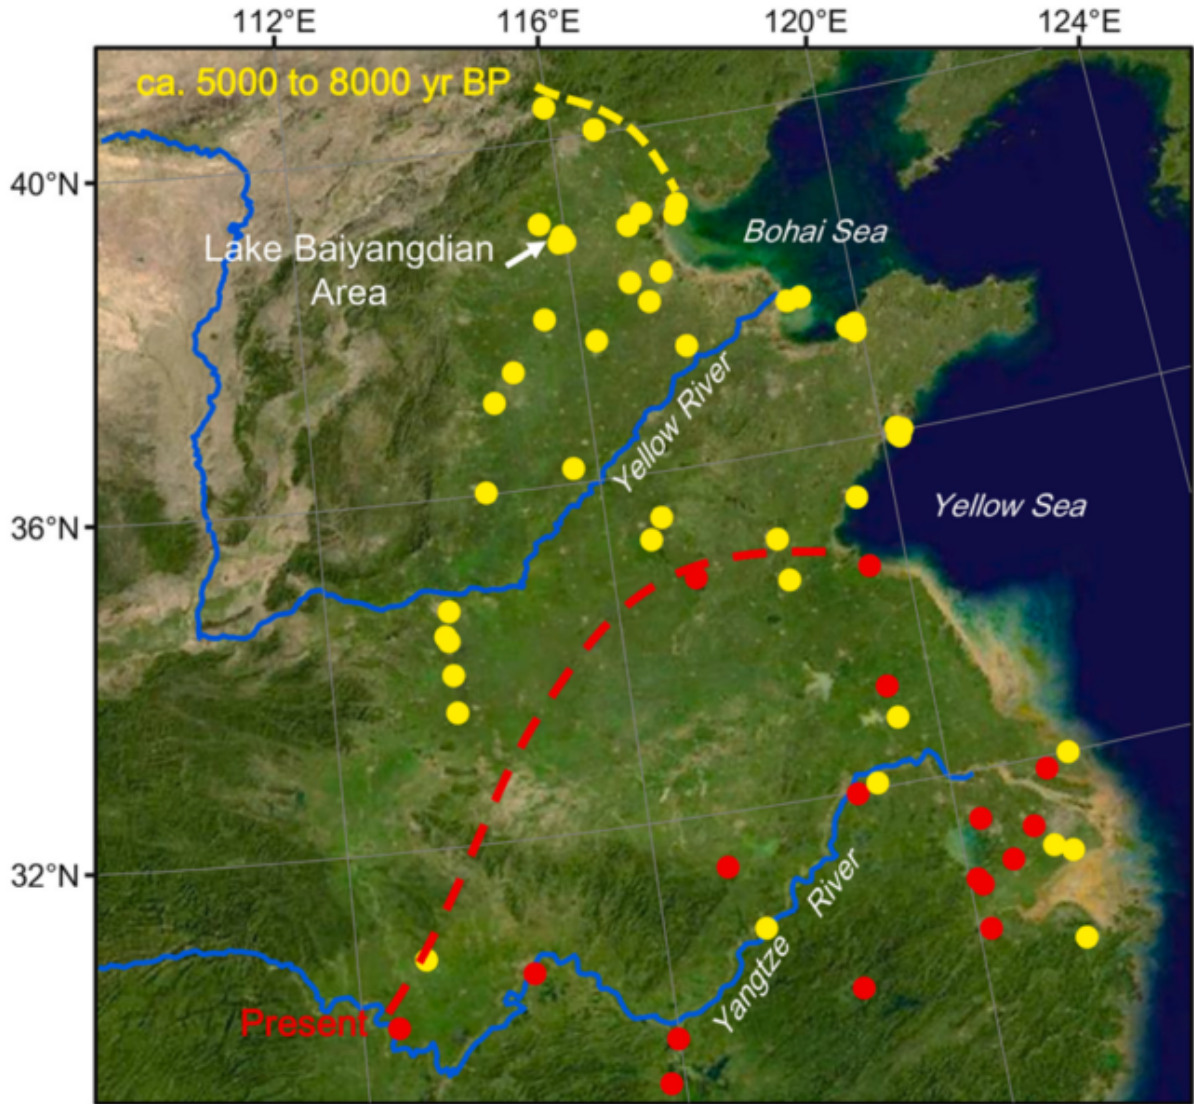 112°E 116°E 120°E 124°E
ca. 5000 to 8000 yr BP
40°N
Bohai Sea
Lake Baiyangdian
Area
Yellow River
Yellow Sea
36°N
32°N
Yangtze River
Present